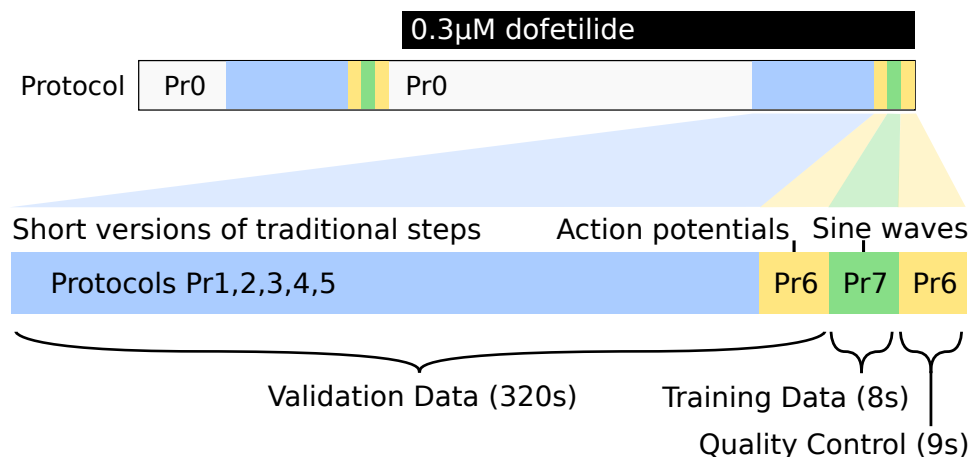 0.3μM dofetilide
Protocol
Pr0
Pr0
Short versions of traditional steps
Action potentials
Sine waves
Protocols Pr1,2,3,4,5
Pr6
Pr7
Pr6
Validation Data (320s)
Training Data (8s)
Quality Control (9s)